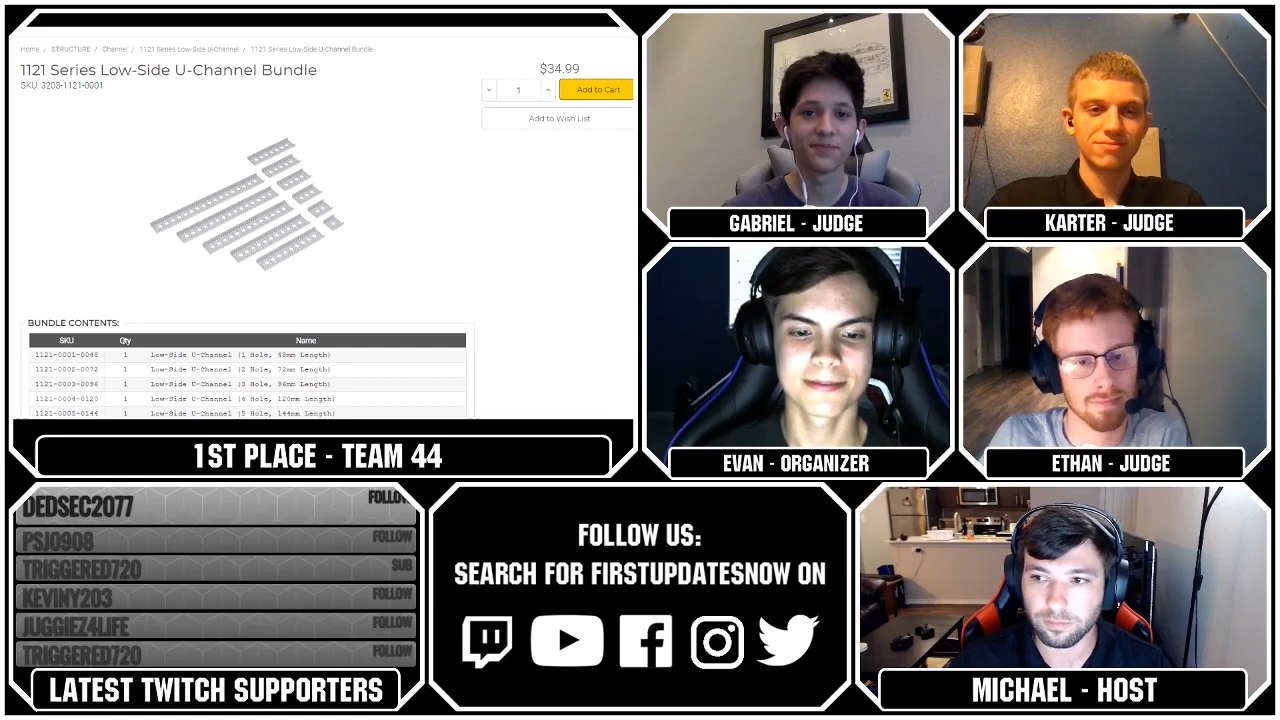 Home / STRUCTURE / Channel / 1121 Series Low-Side U-Channel / 1121 Series Low-Side U-Channel Bundle
1121 Series Low-Side U-Channel Bundle
SKU: 3203-1121-0001
$34.99
1
Add to Cart
Add to Wish List
BUNDLE CONTENTS:
SKU Qty Name
1121-0001-0048 1 Low-Side U-Channel (1 Hole, 48mm Length)
1121-0002-0072 1 Low-Side U-Channel (2 Hole, 72mm Length)
1121-0003-0096 1 Low-Side U-Channel (3 Hole, 96mm Length)
1121-0004-0120 1 Low-Side U-Channel (4 Hole, 120mm Length)
1121-0005-0144 1 Low-Side U-Channel (5 Hole, 144mm Length)
1ST PLACE - TEAM 44
GABRIEL - JUDGE
KARTER - JUDGE
EVAN - ORGANIZER
ETHAN - JUDGE
DEDSEC2077 FOLLOW
PSJ0908 FOLLOW
TRIGGERED720 SUB
KEVINY203 FOLLOW
JUGGIEZ4LIFE FOLLOW
TRIGGERED720 FOLLOW
LATEST TWITCH SUPPORTERS
FOLLOW US:
SEARCH FOR FIRSTUPDATESNOW ON
MICHAEL - HOST